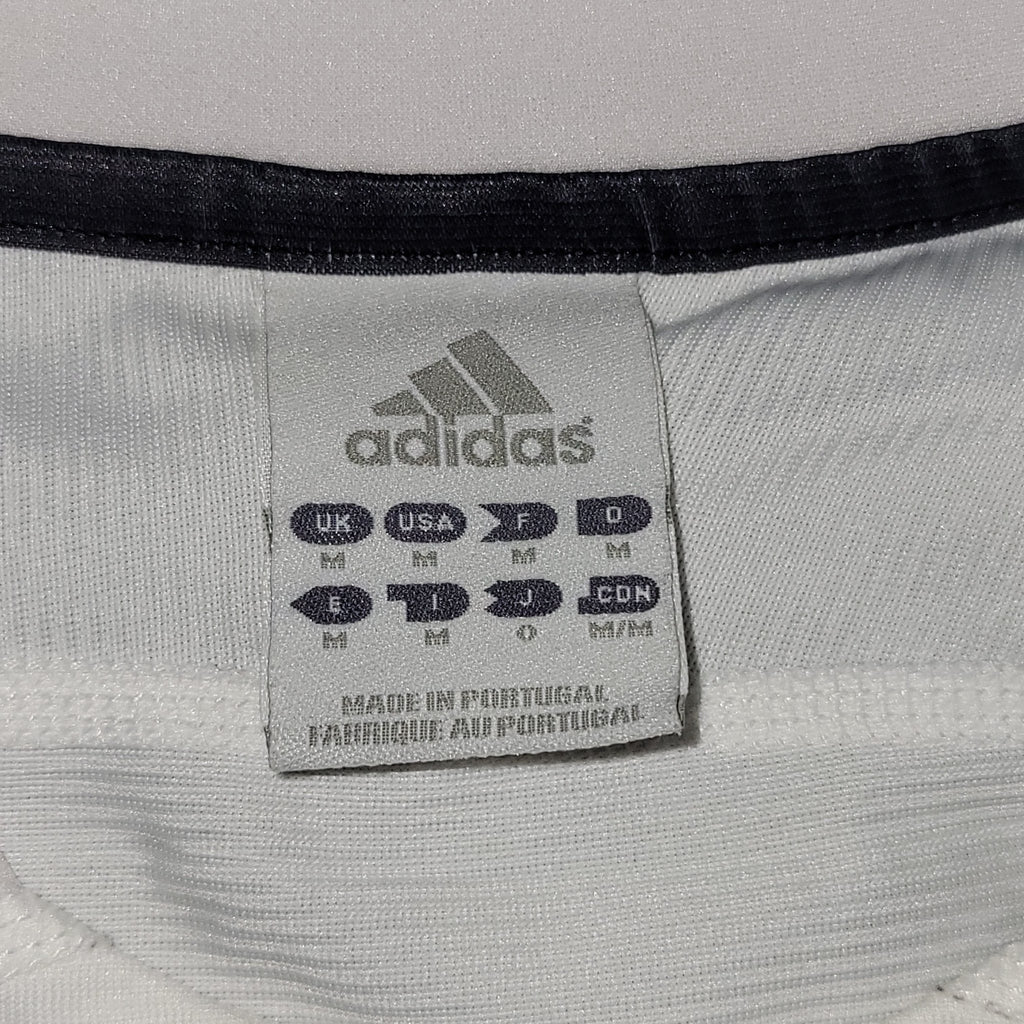 adidas
UK USA F D
M M M M
E I J CDN
M M O M/M
MADE IN PORTUGAL
FABRIQUE AU PORTUGAL